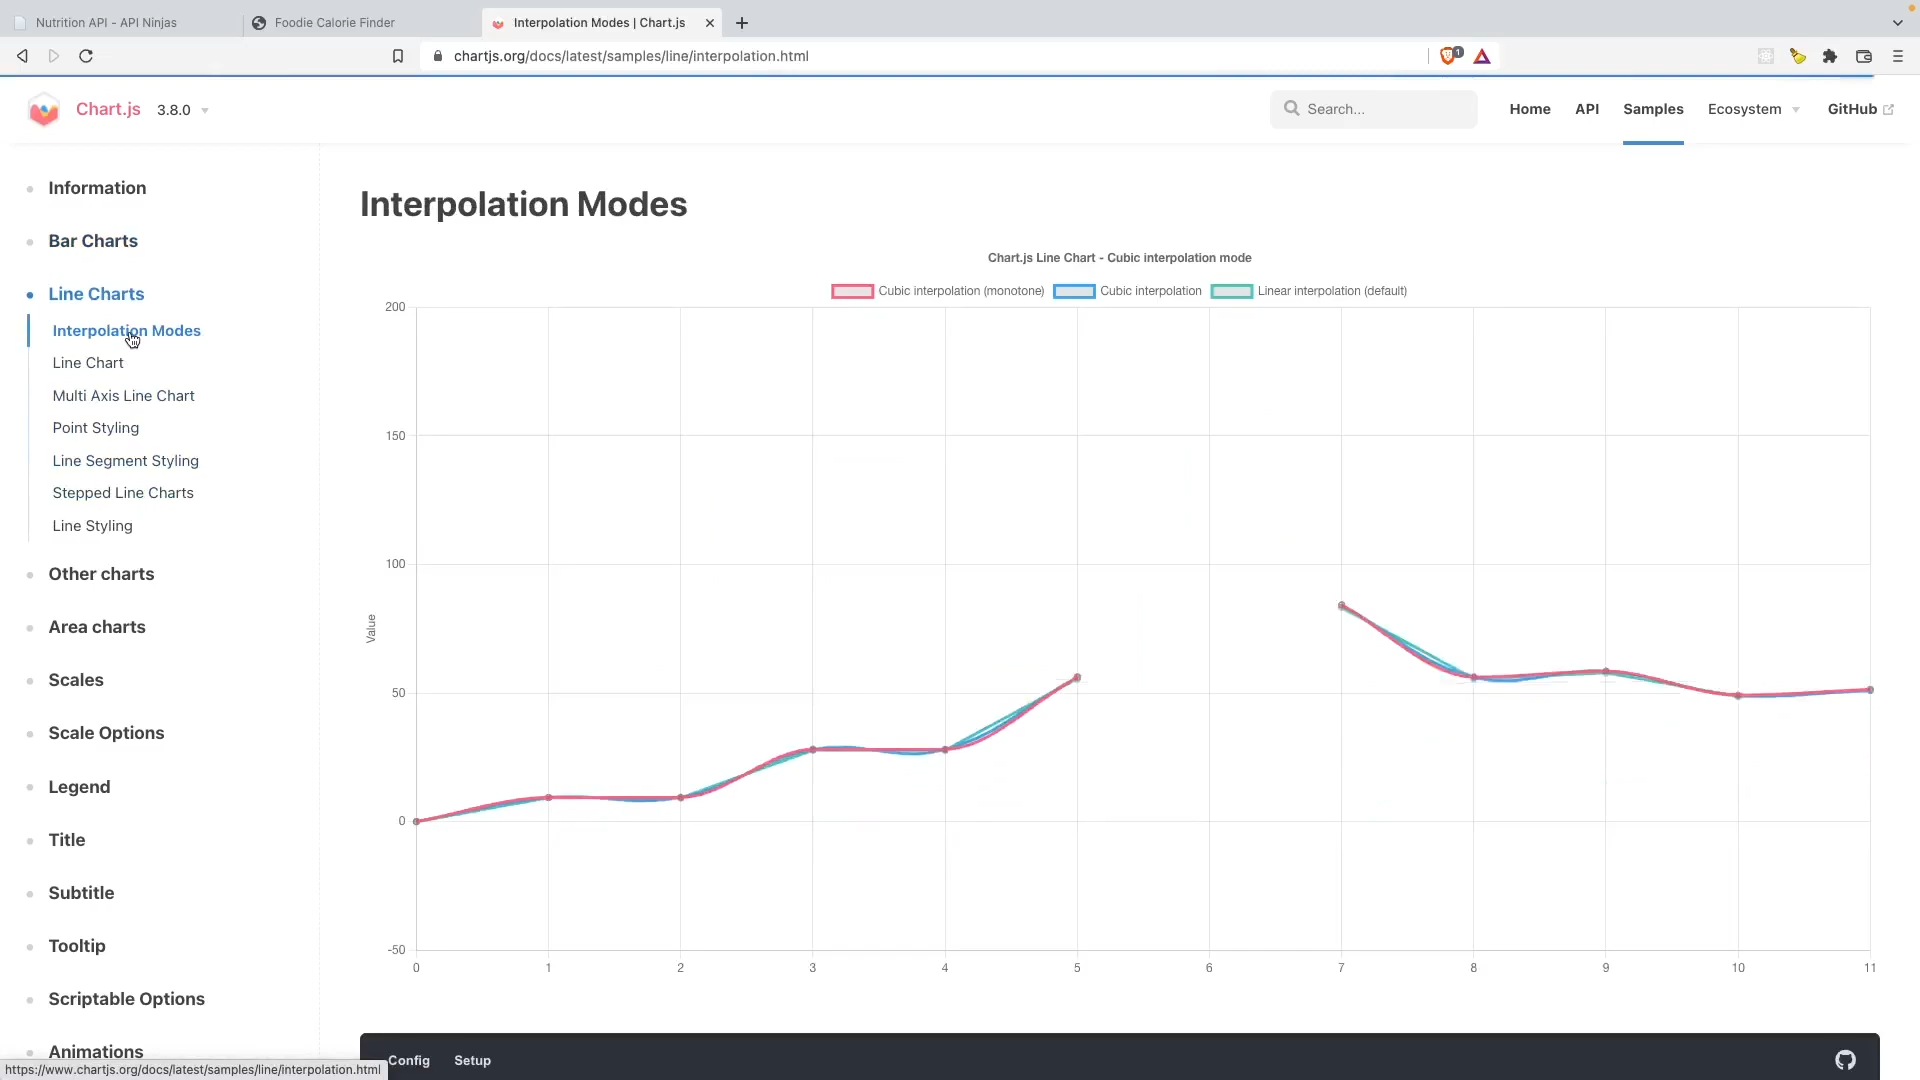 Nutrition API - API Ninjas
Foodie Calorie Finder
Interpolation Modes | Chart.js
chartjs.org/docs/latest/samples/line/interpolation.html
1
Chart.js 3.8.0
Search...
Home
API
Samples
Ecosystem
GitHub
Information
Bar Charts
Line Charts
Interpolation Modes
Line Chart
Multi Axis Line Chart
Point Styling
Line Segment Styling
Stepped Line Charts
Line Styling
Other charts
Area charts
Scales
Scale Options
Legend
Title
Subtitle
Tooltip
Scriptable Options
Animations
https://www.chartjs.org/docs/latest/samples/line/interpolation.html
Interpolation Modes
Chart.js Line Chart - Cubic interpolation mode
Cubic interpolation (monotone) Cubic interpolation Linear interpolation (default)
200
150
100
Value
50
0
-50
0 1 2 3 4 5 6 7 8 9 10 11
Config Setup